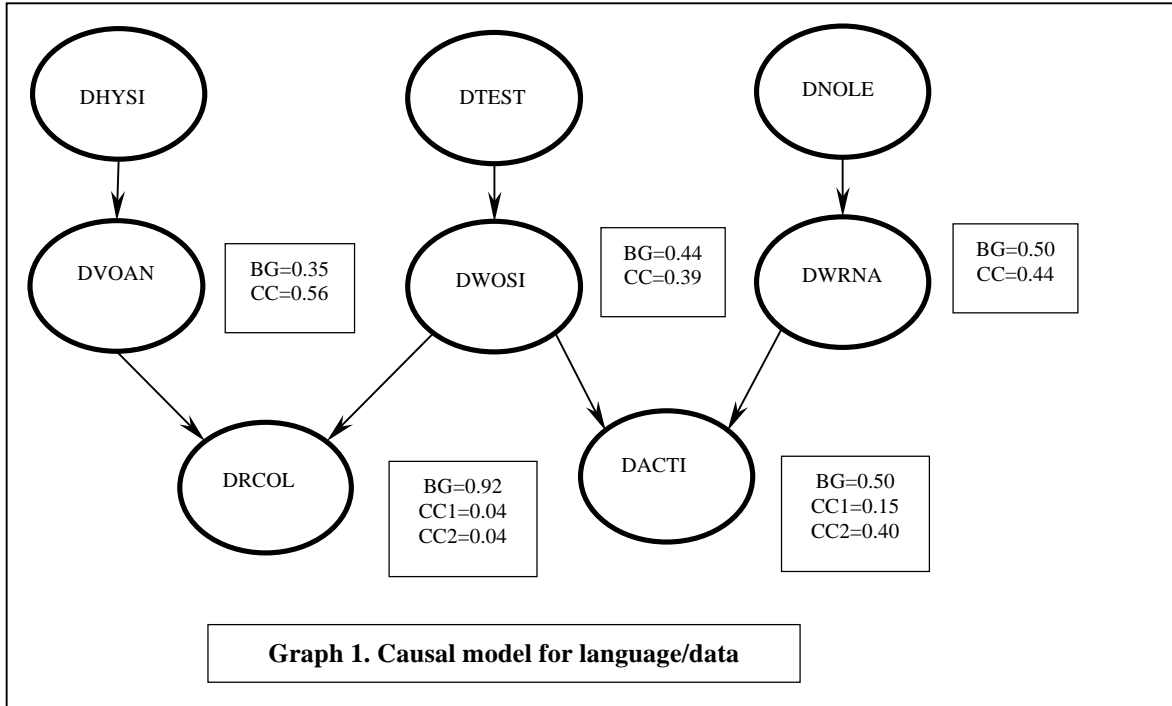 DHYSI
DTEST
DNOLE
DVOAN
BG=0.35
CC=0.56
DWOSI
BG=0.44
CC=0.39
DWRNA
BG=0.50
CC=0.44
DRCOL
BG=0.92
CC1=0.04
CC2=0.04
DACTI
BG=0.50
CC1=0.15
CC2=0.40
Graph 1. Causal model for language/data